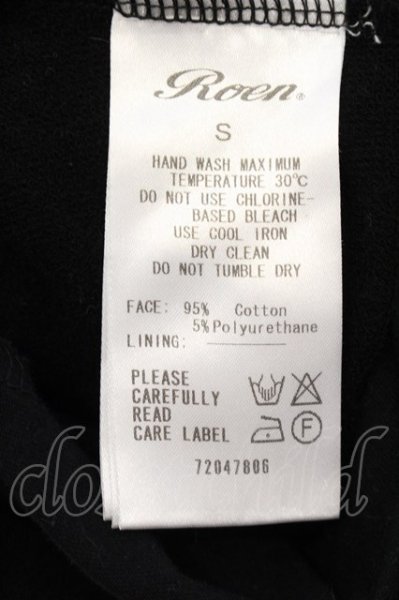 Roen®
S
HAND WASH MAXIMUM
TEMPERATURE 30℃
DO NOT USE CHLORINE-
BASED BLEACH
USE COOL IRON
DRY CLEAN
DO NOT TUMBLE DRY
FACE: 95% Cotton
5% Polyurethane
LINING:
PLEASE
CAREFULLY
READ
CARE LABEL
F
72047806